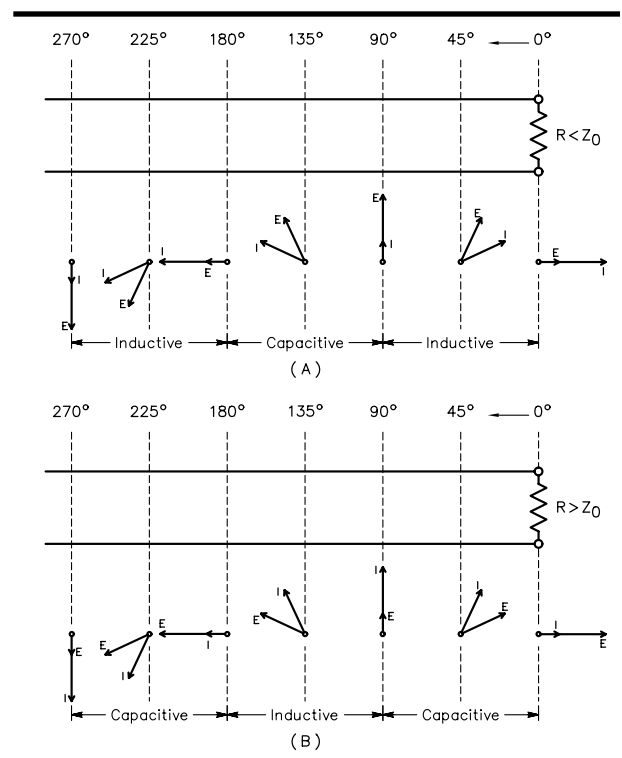 270° 225° 180° 135° 90° 45° 0°
R<Z0
E E E
I I I E
I I E I
E
E I
Inductive Capacitive Inductive
(A)
270° 225° 180° 135° 90° 45° 0°
R>Z0
I I I
E E E I
E E I E
I
I E
Capacitive Inductive Capacitive
(B)